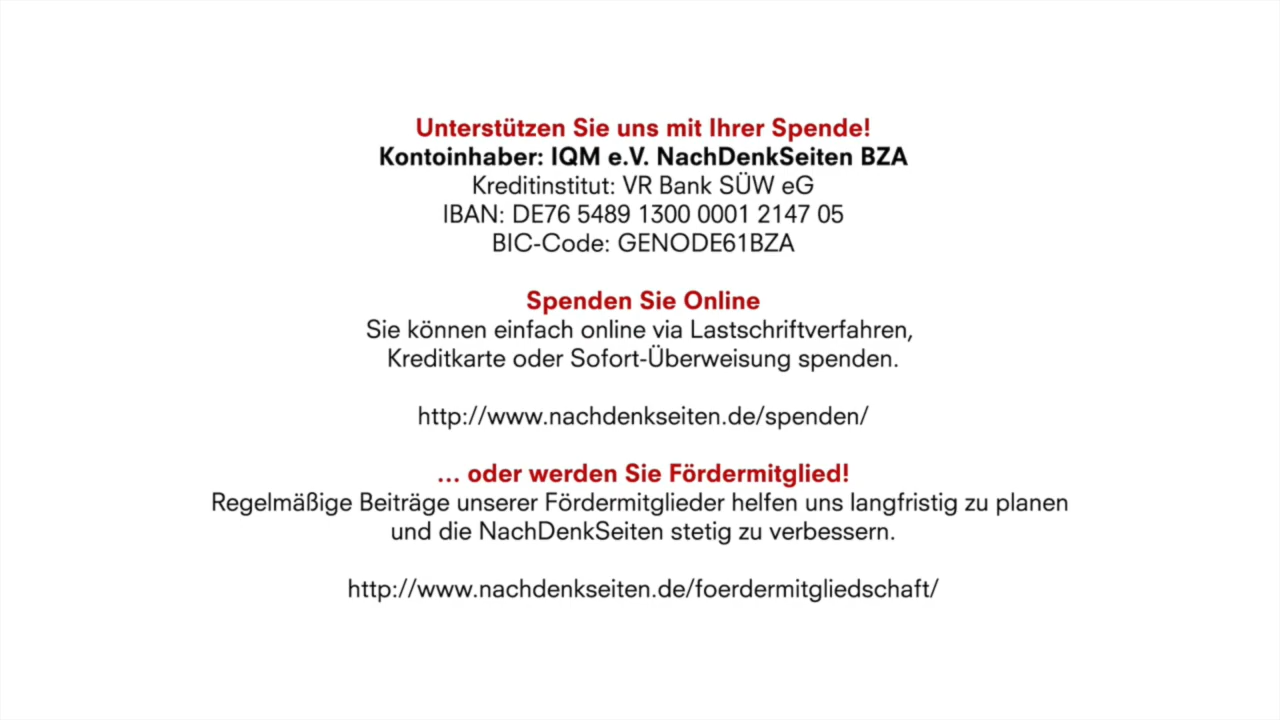 Unterstützen Sie uns mit Ihrer Spende!
Kontoinhaber: IQM e.V. NachDenkSeiten BZA
Kreditinstitut: VR Bank SÜW eG
IBAN: DE76 5489 1300 0001 2147 05
BIC-Code: GENODE61BZA
Spenden Sie Online
Sie können einfach online via Lastschriftverfahren,
Kreditkarte oder Sofort-Überweisung spenden.
http://www.nachdenkseiten.de/spenden/
... oder werden Sie Fördermitglied!
Regelmäßige Beiträge unserer Fördermitglieder helfen uns langfristig zu planen
und die NachDenkSeiten stetig zu verbessern.
http://www.nachdenkseiten.de/foerdermitgliedschaft/